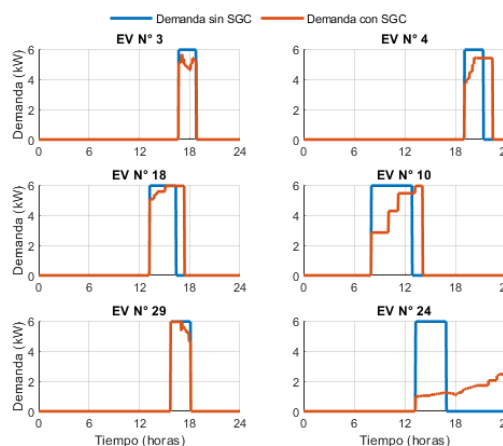 Demanda sin SGC Demanda con SGC
EV N° 3 EV N° 4
Demanda (kW) 6 4 2 0 6 4 2 0
0 6 12 18 24 0 6 12 18 24
EV N° 18 EV N° 10
Demanda (kW) 6 4 2 0 6 4 2 0
0 6 12 18 24 0 6 12 18 24
EV N° 29 EV N° 24
Demanda (kW) 6 4 2 0 6 4 2 0
0 6 12 18 24 0 6 12 18 24
Tiempo (horas) Tiempo (horas)